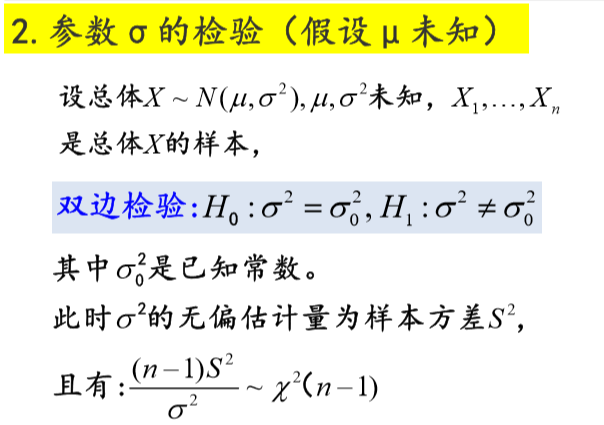 2. 参数 σ 的检验（假设 μ 未知）
设总体X ~ N(μ,σ²),μ,σ²未知，X₁,…,Xₙ
是总体X的样本，
双边检验:H₀:σ² = σ₀², H₁:σ² ≠ σ₀²
其中σ₀²是已知常数。
此时σ²的无偏估计量为样本方差S²,
且有:(n−1)S²/σ² ~ χ²(n−1)